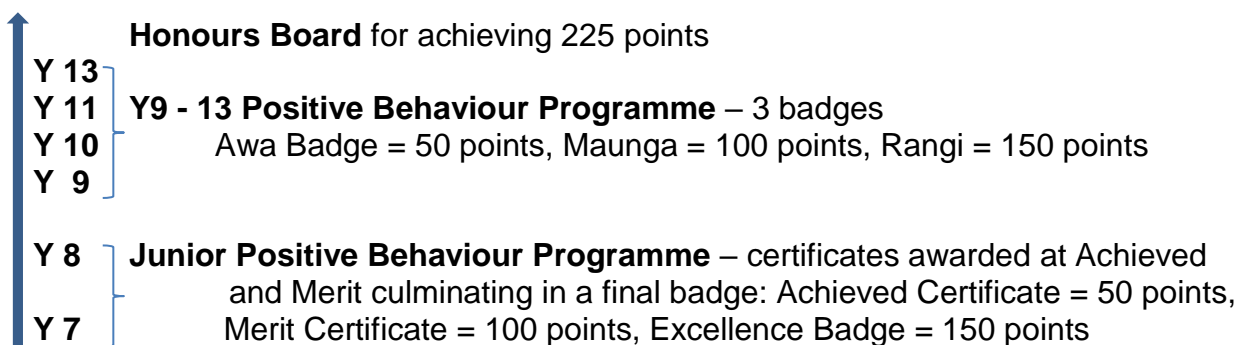 Honours Board for achieving 225 points
Y 13
Y 11 Y9 - 13 Positive Behaviour Programme – 3 badges
Y 10 Awa Badge = 50 points, Maunga = 100 points, Rangi = 150 points
Y 9
Y 8 Junior Positive Behaviour Programme – certificates awarded at Achieved
and Merit culminating in a final badge: Achieved Certificate = 50 points,
Y 7 Merit Certificate = 100 points, Excellence Badge = 150 points